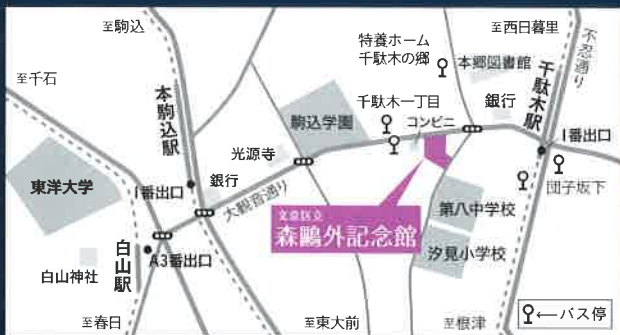 至駒込
至西日暮里
特養ホーム
千駄木の郷
不忍通り
本郷図書館
至千石
千駄木駅
本駒込駅
千駄木一丁目
銀行
コンビニ
駒込学園
1番出口
光源寺
東洋大学
1番出口
銀行
大観音通り
団子坂下
第八中学校
文京区立
森鷗外記念館
汐見小学校
白山駅
A3番出口
白山神社
至春日
至東大前
至根津
←バス停